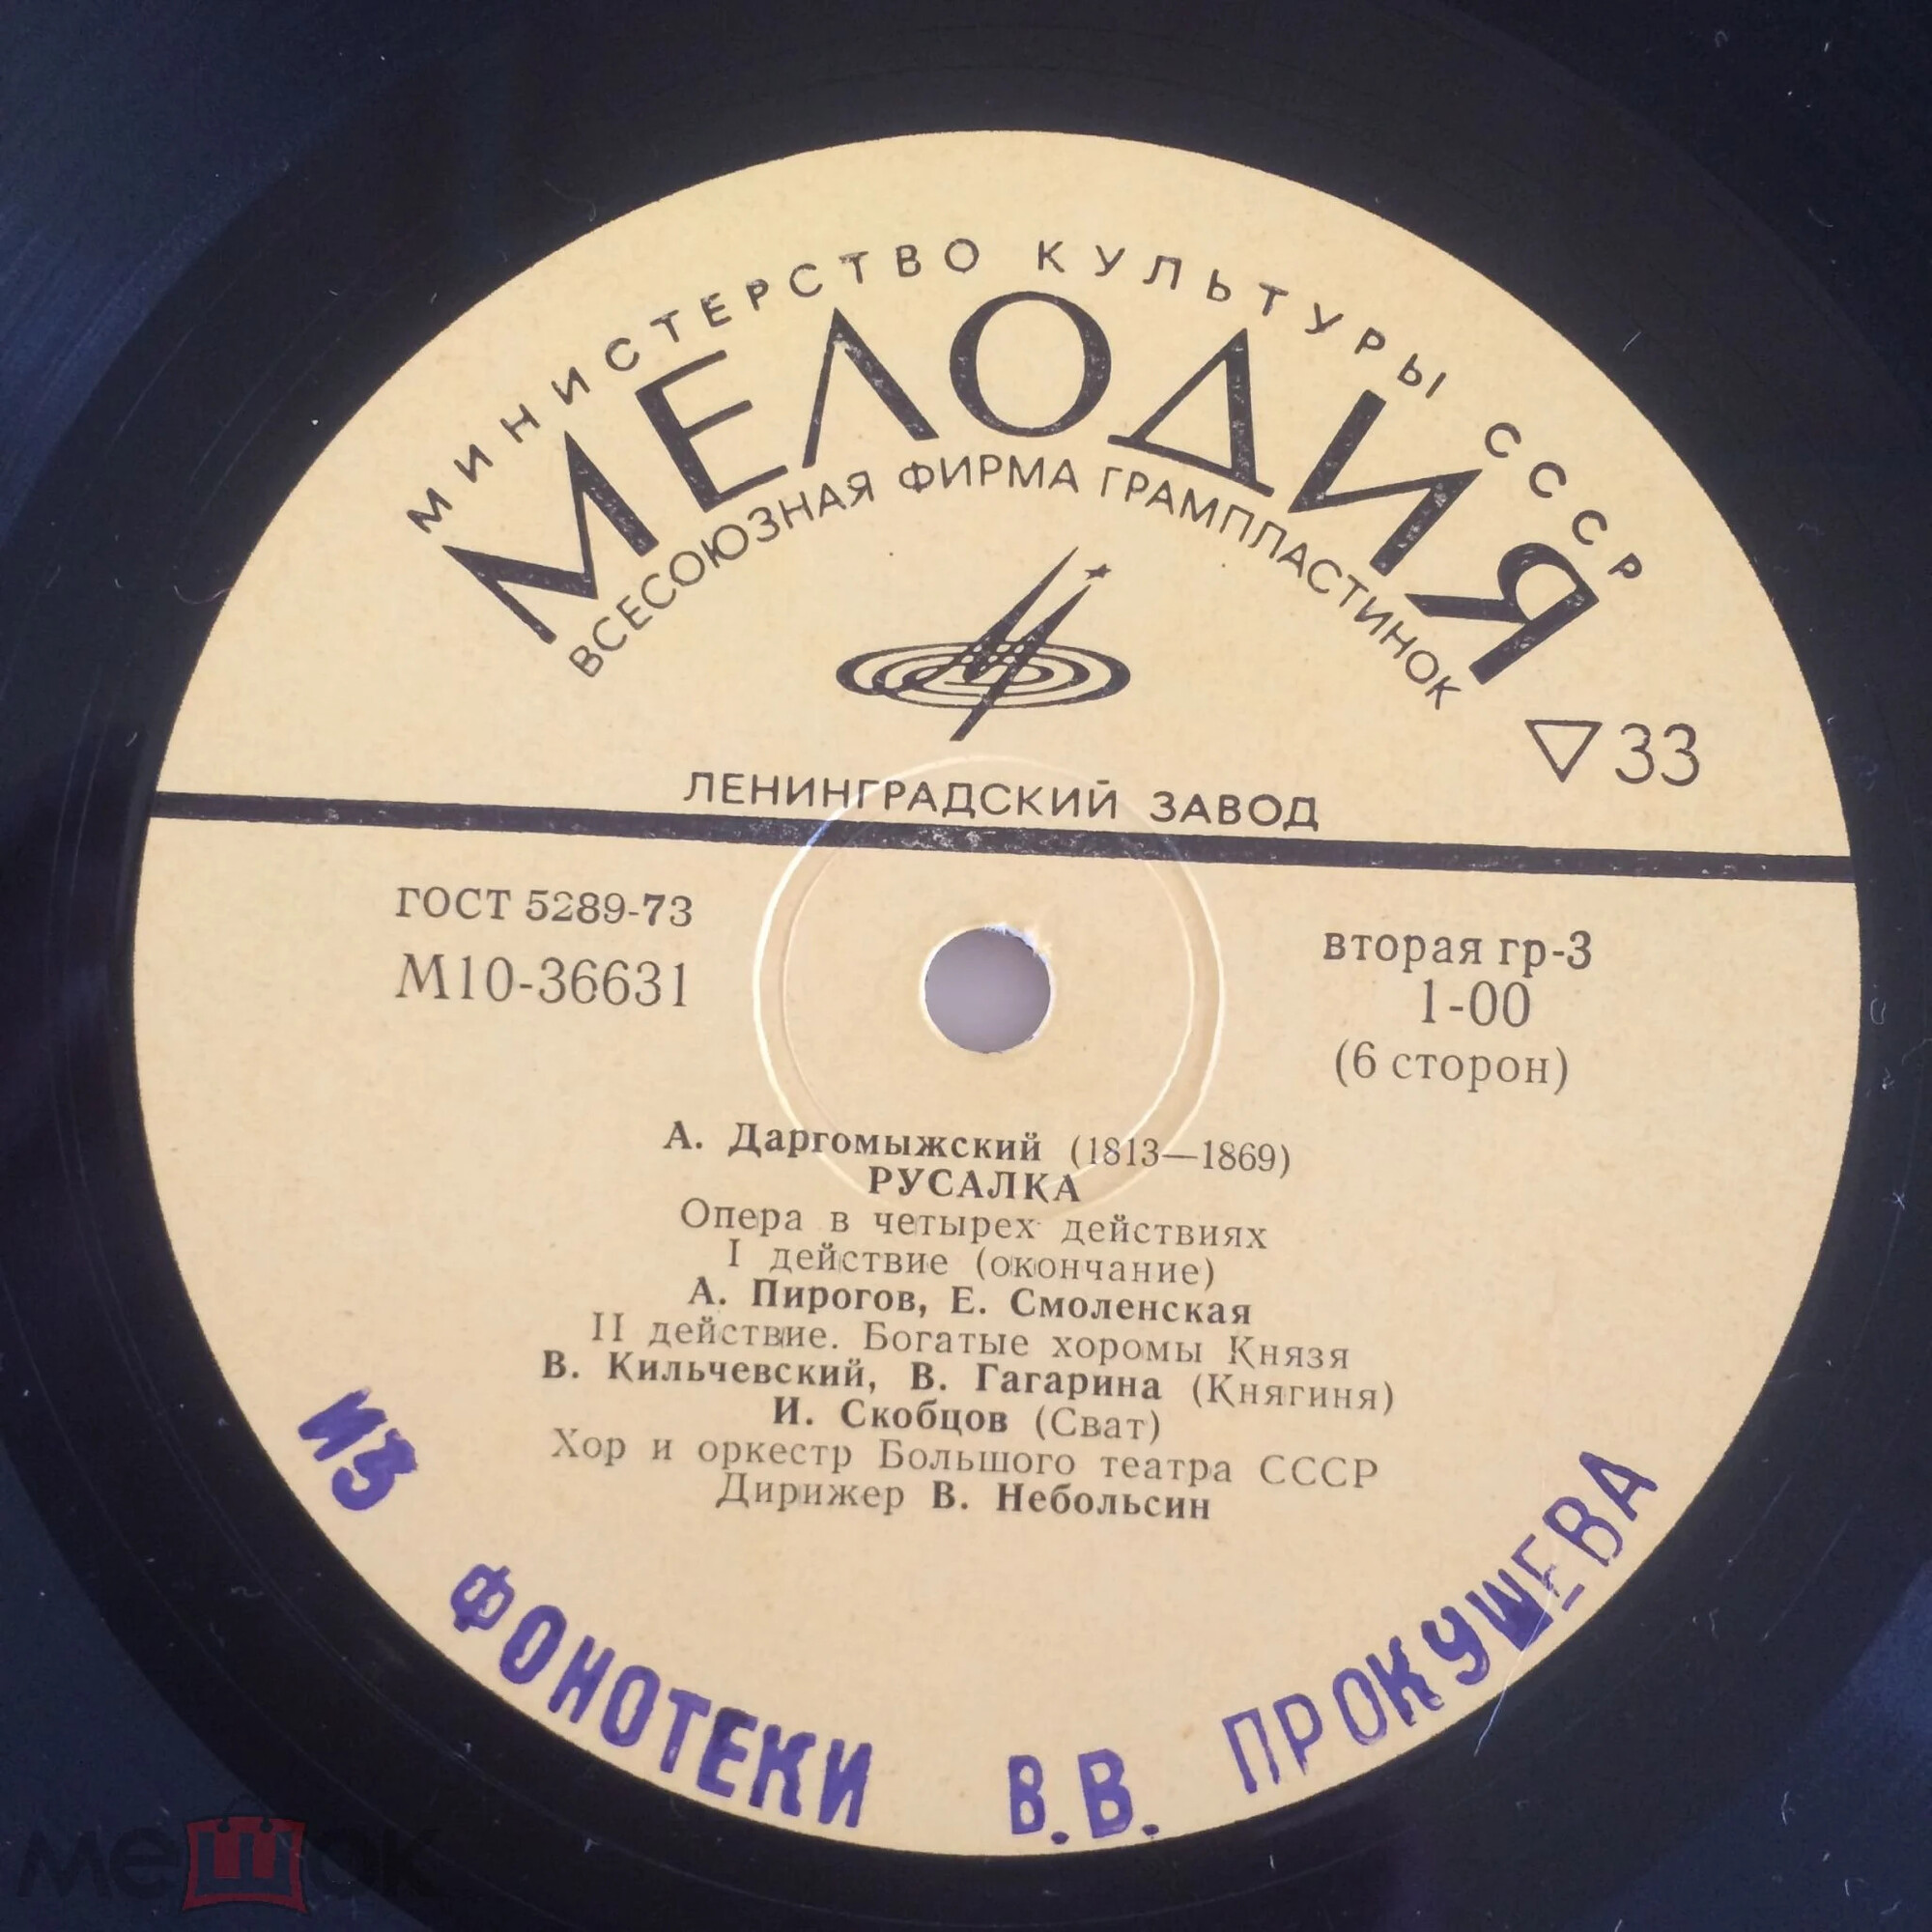 МИНИСТЕРСТВО КУЛЬТУРЫ СССР
МЕЛОДИЯ
ВСЕСОЮЗНАЯ ФИРМА ГРАМПЛАСТИНОК
33
ЛЕНИНГРАДСКИЙ ЗАВОД
ГОСТ 5289-73
М10-36631
вторая гр-3
1-00
(6 сторон)
А. Даргомыжский (1813—1869)
РУСАЛКА
Опера в четырех действиях
I действие (окончание)
А. Пирогов, Е. Смоленская
II действие. Богатые хоромы Князя
В. Кильчевский, В. Гагарина (Княгиня)
И. Скобцов (Сват)
Хор и оркестр Большого театра СССР
Дирижер В. Небольсин
ИЗ ФОНОТЕКИ В.В. ПРОКУШЕВА
мешок